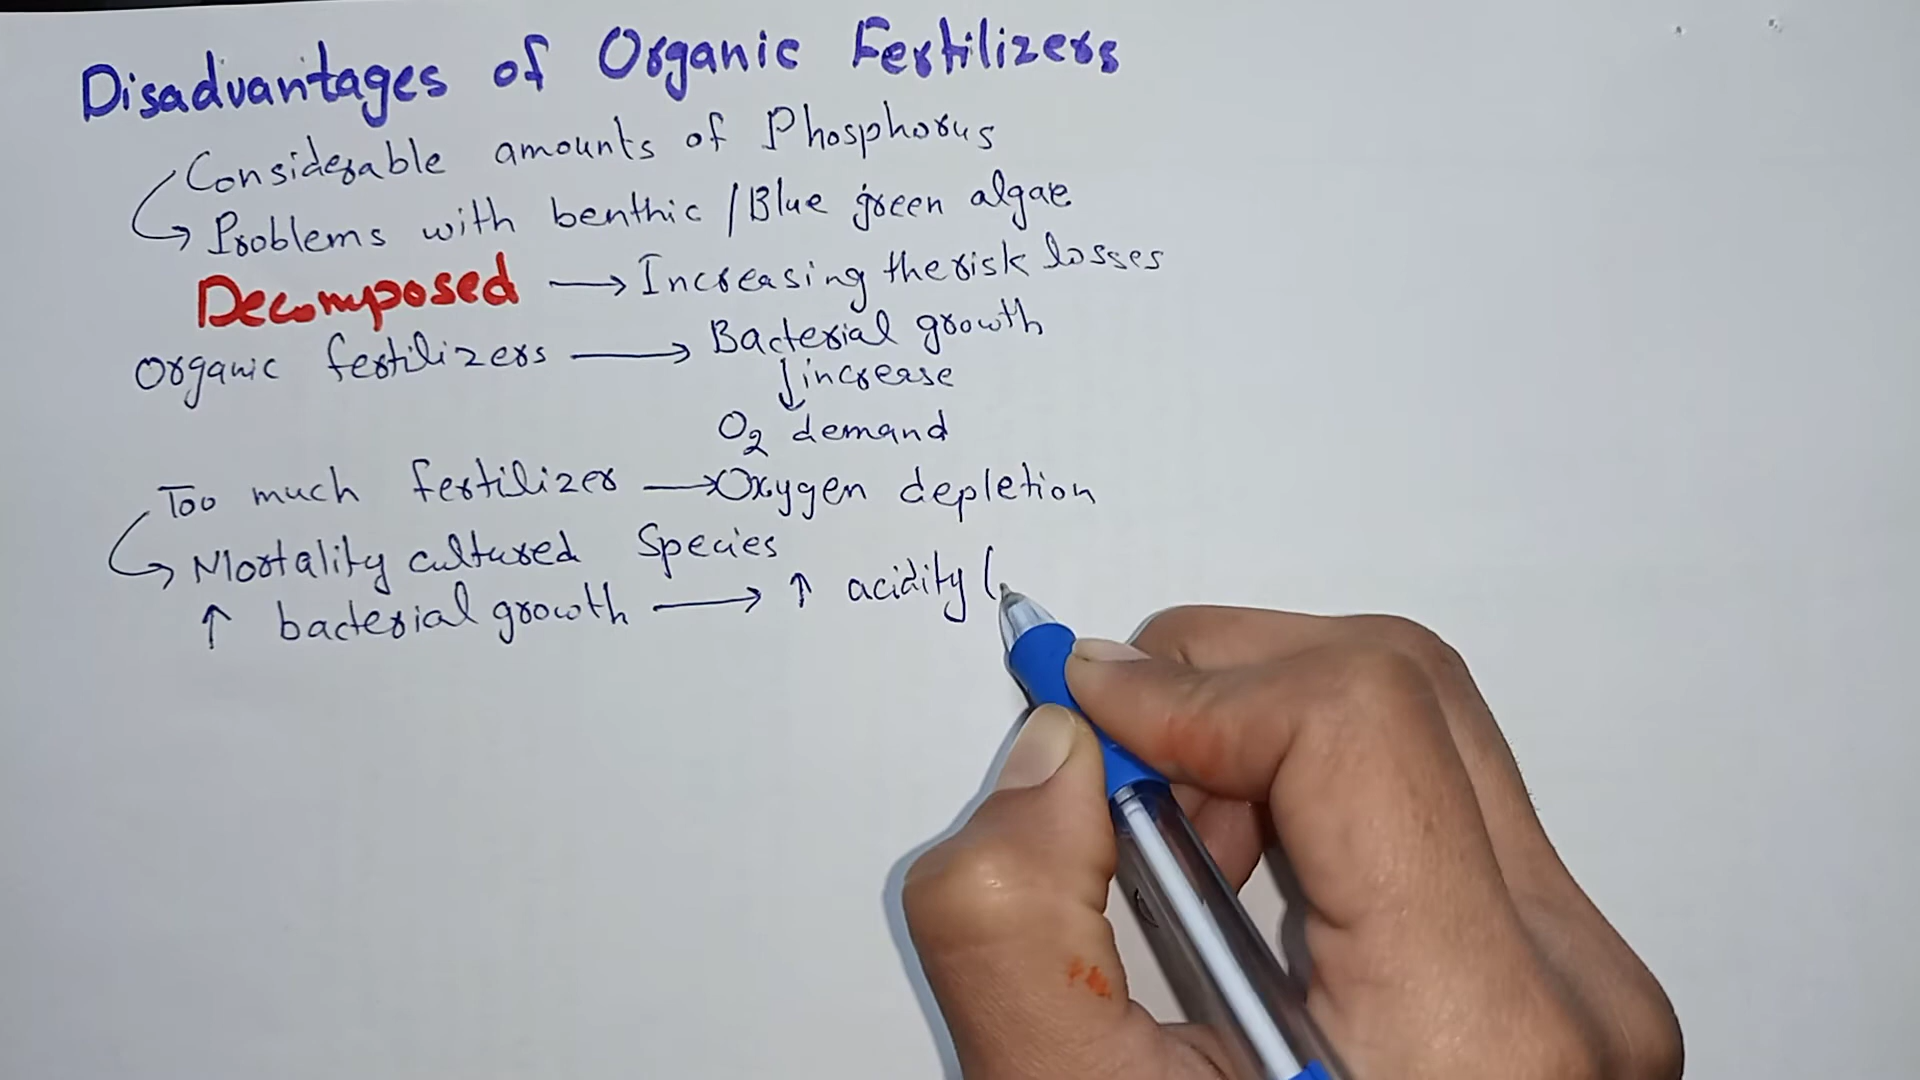 Disadvantages of Organic Fertilizers
Considerable amounts of Phosphorus
↳ Problems with benthic / Blue green algae
Decomposed → Increasing the risk losses
Organic fertilizers → Bacterial growth
↓ increase
O₂ demand
Too much fertilizer → Oxygen depletion
↳ Mortality cultured Species
↑ bacterial growth → ↑ acidity (